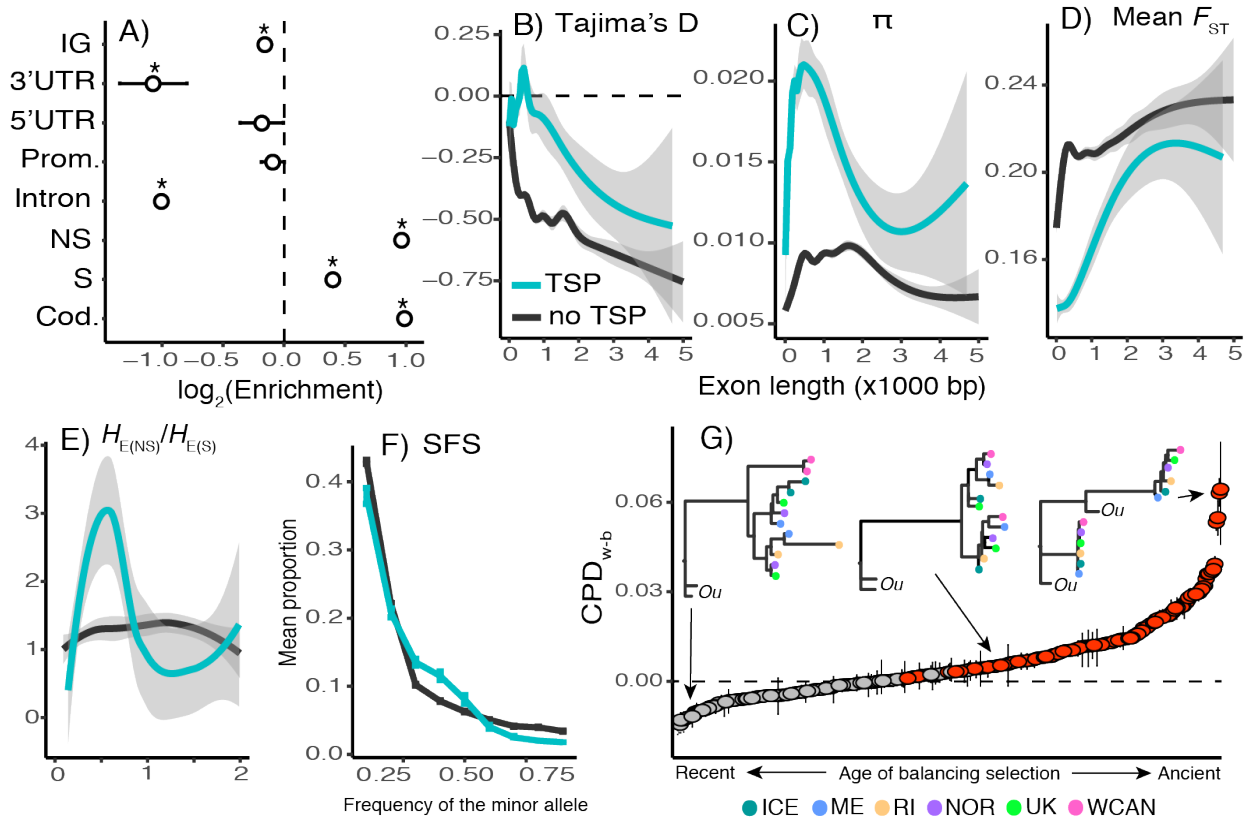 A)
IG
3'UTR
5'UTR
Prom.
Intron
NS
S
Cod.
* * * * * *
−1.0 −0.5 0.0 0.5 1.0
log2(Enrichment)
B) Tajima's D
0.25
0.00
−0.25
−0.50
−0.75
TSP
no TSP
0 1 2 3 4 5
C) π
0.020
0.015
0.010
0.005
0 1 2 3 4 5
D) Mean FST
0.24
0.20
0.16
0 1 2 3 4 5
Exon length (x1000 bp)
E) HE(NS)/HE(S)
4
3
2
1
0
0 1 2
F) SFS
Mean proportion
0.4
0.3
0.2
0.1
0.0
0.25 0.50 0.75
Frequency of the minor allele
G)
CPDw-b
0.06
0.03
0.00
Ou
Ou
Ou
Ou
Recent Age of balancing selection Ancient
ICE ME RI NOR UK WCAN